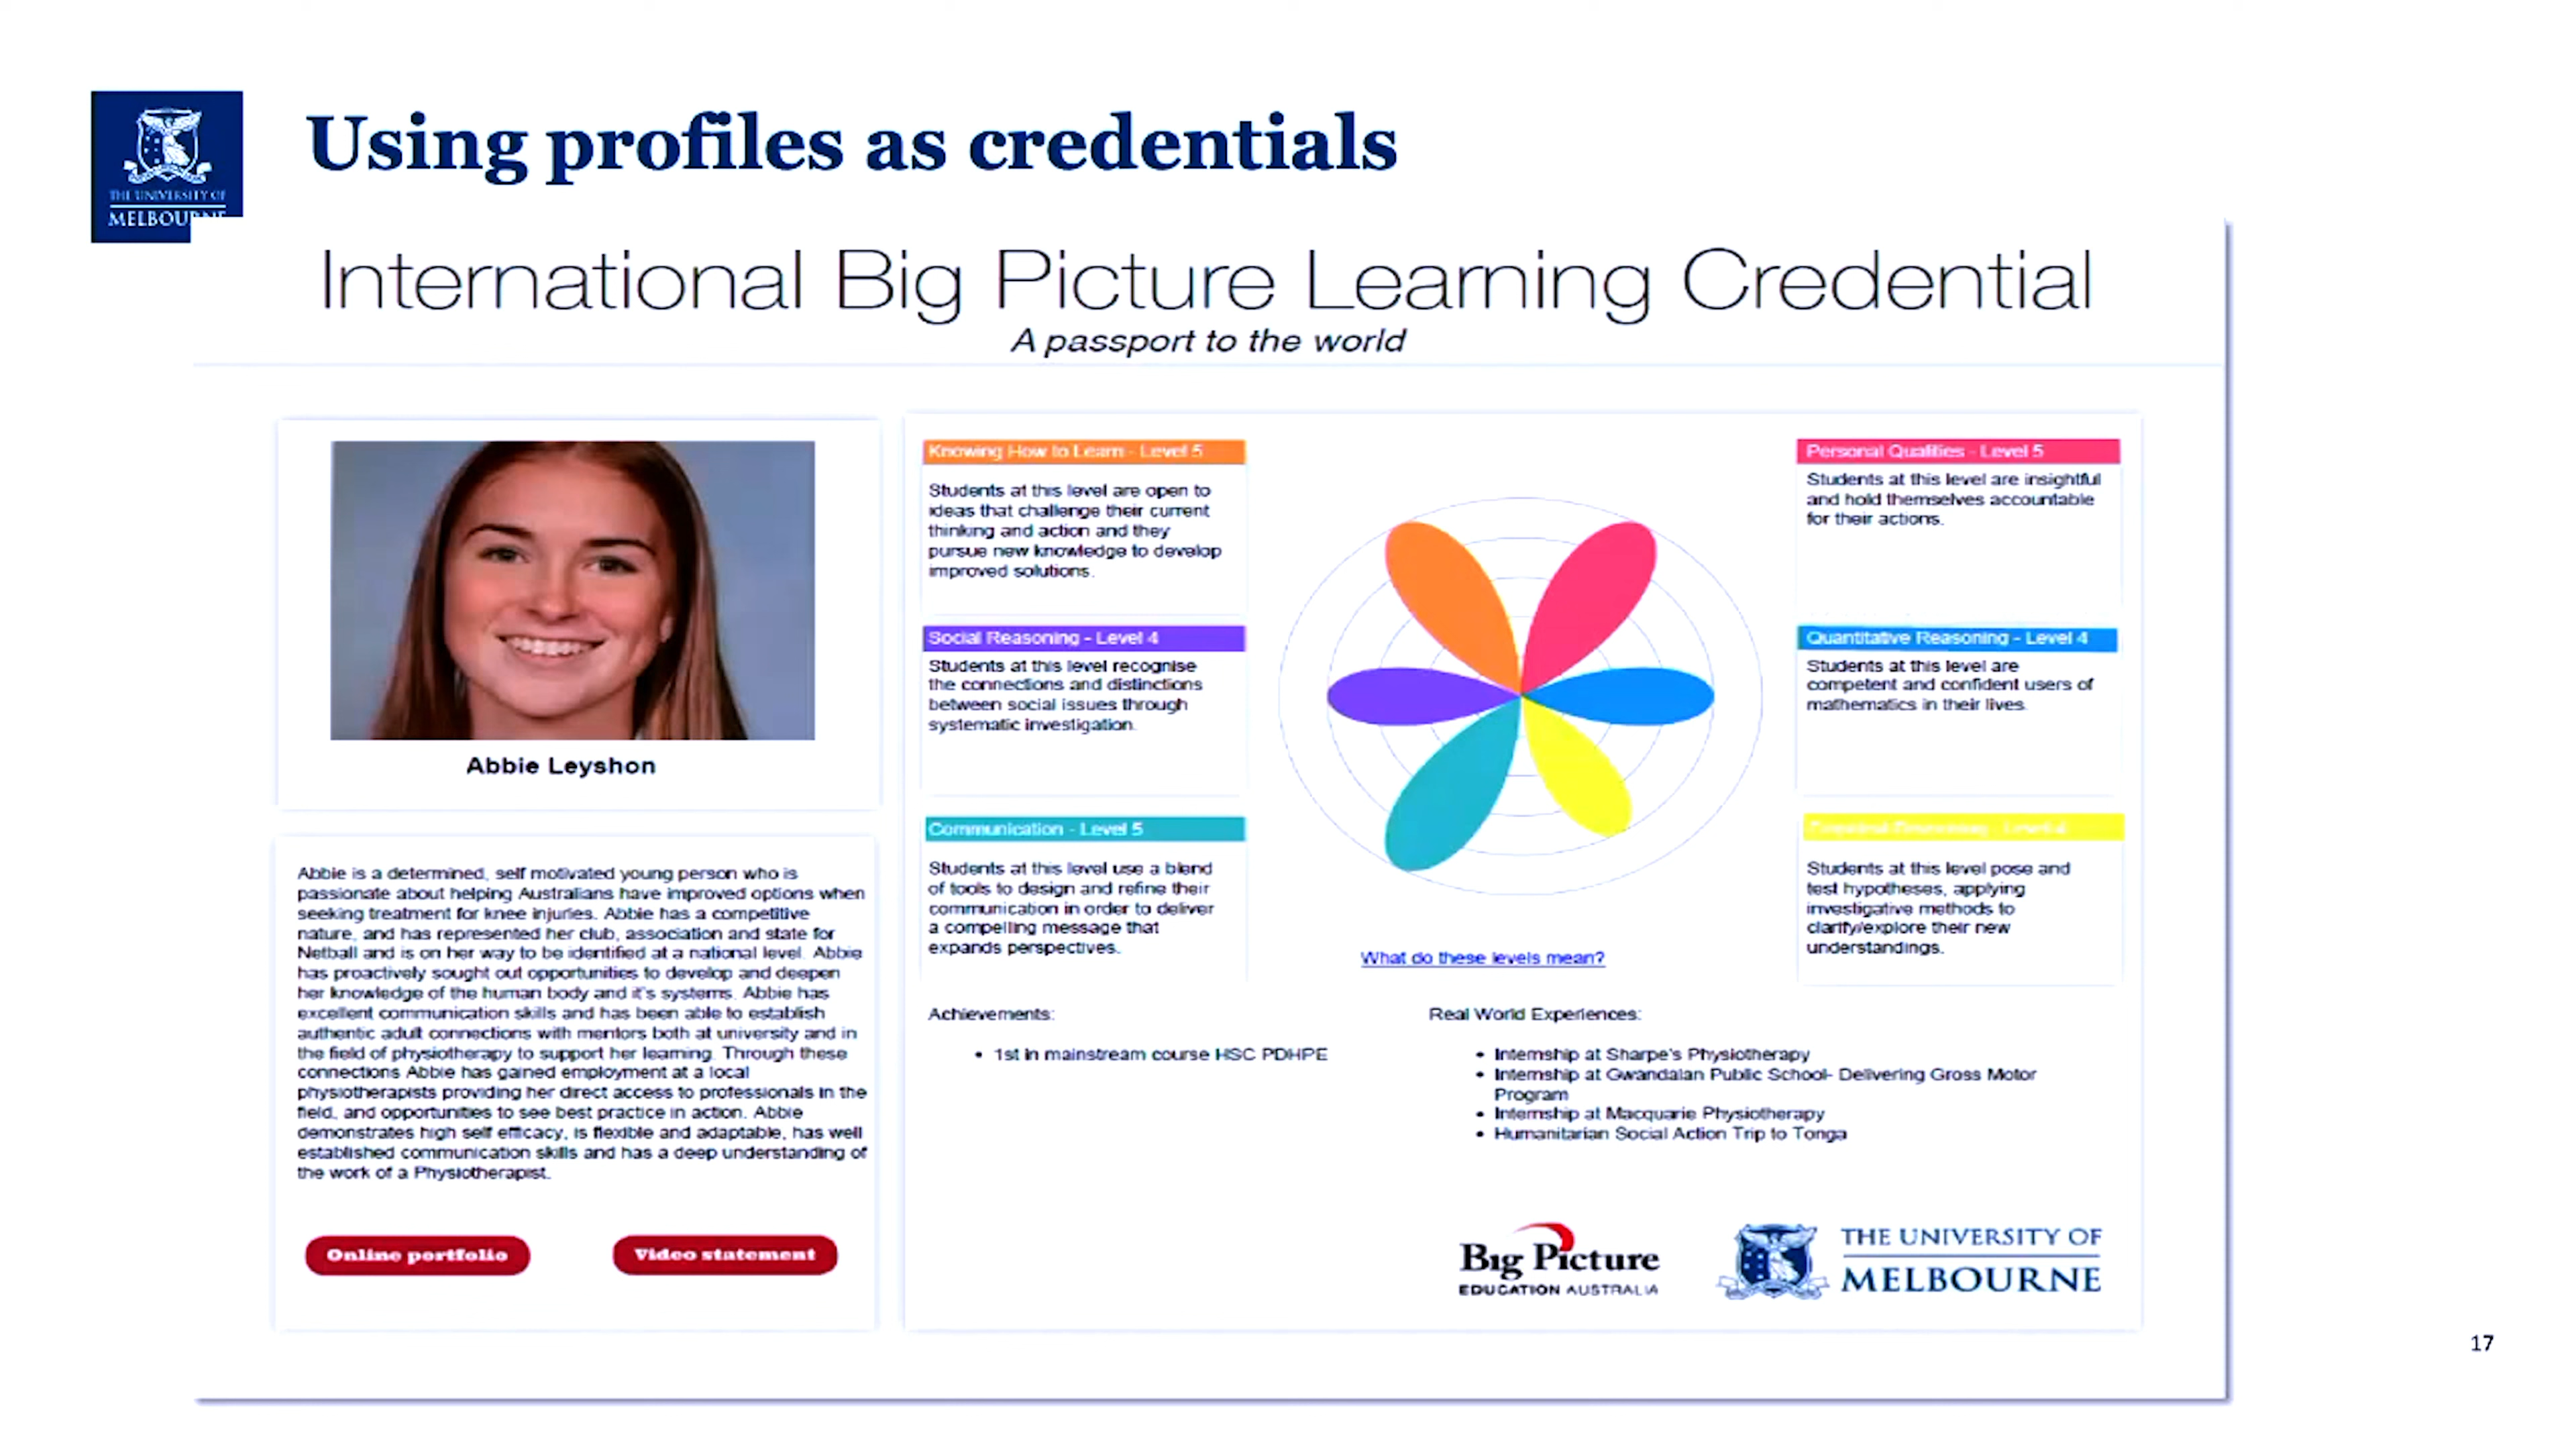 THE UNIVERSITY OF
MELBOURNE
Using profiles as credentials
International Big Picture Learning Credential
A passport to the world
Abbie Leyshon
Abbie is a determined, self motivated young person who is
passionate about helping Australians have improved options when
seeking treatment for knee injuries. Abbie has a competitive
nature, and has represented her club, association and state for
Netball and is on her way to be identified at a national level. Abbie
has proactively sought out opportunities to develop and deepen
her knowledge of the human body and it's systems. Abbie has
excellent communication skills and has been able to establish
authentic adult connections with mentors both at university and in
the field of physiotherapy to support her learning. Through these
connections Abbie has gained employment at a local
physiotherapists providing her direct access to professionals in the
field, and opportunities to see best practice in action. Abbie
demonstrates high self efficacy, is flexible and adaptable, has well
established communication skills and has a deep understanding of
the work of a Physiotherapist.
Online portfolio
Video statement
Knowing How to Learn - Level 5
Students at this level are open to
ideas that challenge their current
thinking and action and they
pursue new knowledge to develop
improved solutions.
Social Reasoning - Level 4
Students at this level recognise
the connections and distinctions
between social issues through
systematic investigation.
Communication - Level 5
Students at this level use a blend
of tools to design and refine their
communication in order to deliver
a compelling message that
expands perspectives.
What do these levels mean?
Personal Qualities - Level 5
Students at this level are insightful
and hold themselves accountable
for their actions.
Quantitative Reasoning - Level 4
Students at this level are
competent and confident users of
mathematics in their lives.
Students at this level pose and
test hypotheses, applying
investigative methods to
clarify/explore their new
understandings.
Achievements:
• 1st in mainstream course HSC PDHPE
Real World Experiences:
• Internship at Sharpe's Physiotherapy
• Internship at Gwandalan Public School- Delivering Gross Motor
Program
• Internship at Macquarie Physiotherapy
• Humanitarian Social Action Trip to Tonga
Big Picture
EDUCATION AUSTRALIA
THE UNIVERSITY OF
MELBOURNE
17